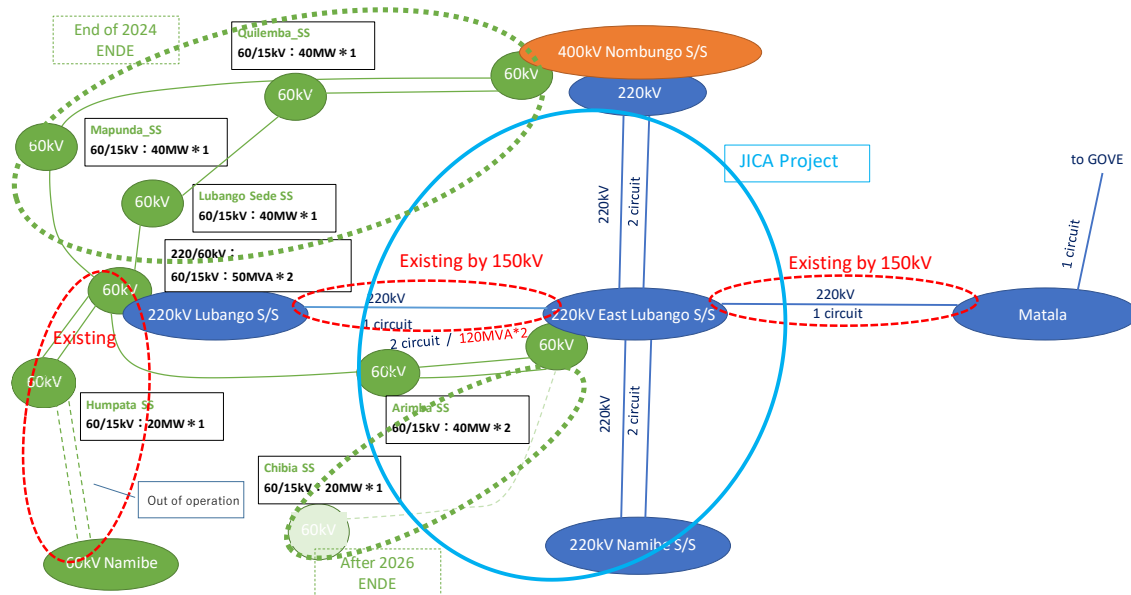 End of 2024
ENDE
Quilemba_SS
60/15kV：40MW＊1
400kV Nombungo S/S
60kV
220kV
60kV
Mapunda_SS
60/15kV：40MW＊1
60kV
JICA Project
to GOVE
Lubango Sede SS
60/15kV：40MW＊1
60kV
220kV
2 circuit
1 circuit
220/60kV：
60/15kV：50MVA＊2
Existing by 150kV
Existing by 150kV
60kV
220kV Lubango S/S
220kV
1 circuit
220kV East Lubango S/S
220kV
1 circuit
Matala
Existing
2 circuit / 120MVA*2
60kV
60kV
60kV
Humpata SS
60/15kV：20MW＊1
Arimba SS
60/15kV：40MW＊2
220kV
2 circuit
Chibia SS
60/15kV：20MW＊1
Out of operation
60kV
60kV Namibe
After 2026
ENDE
220kV Namibe S/S